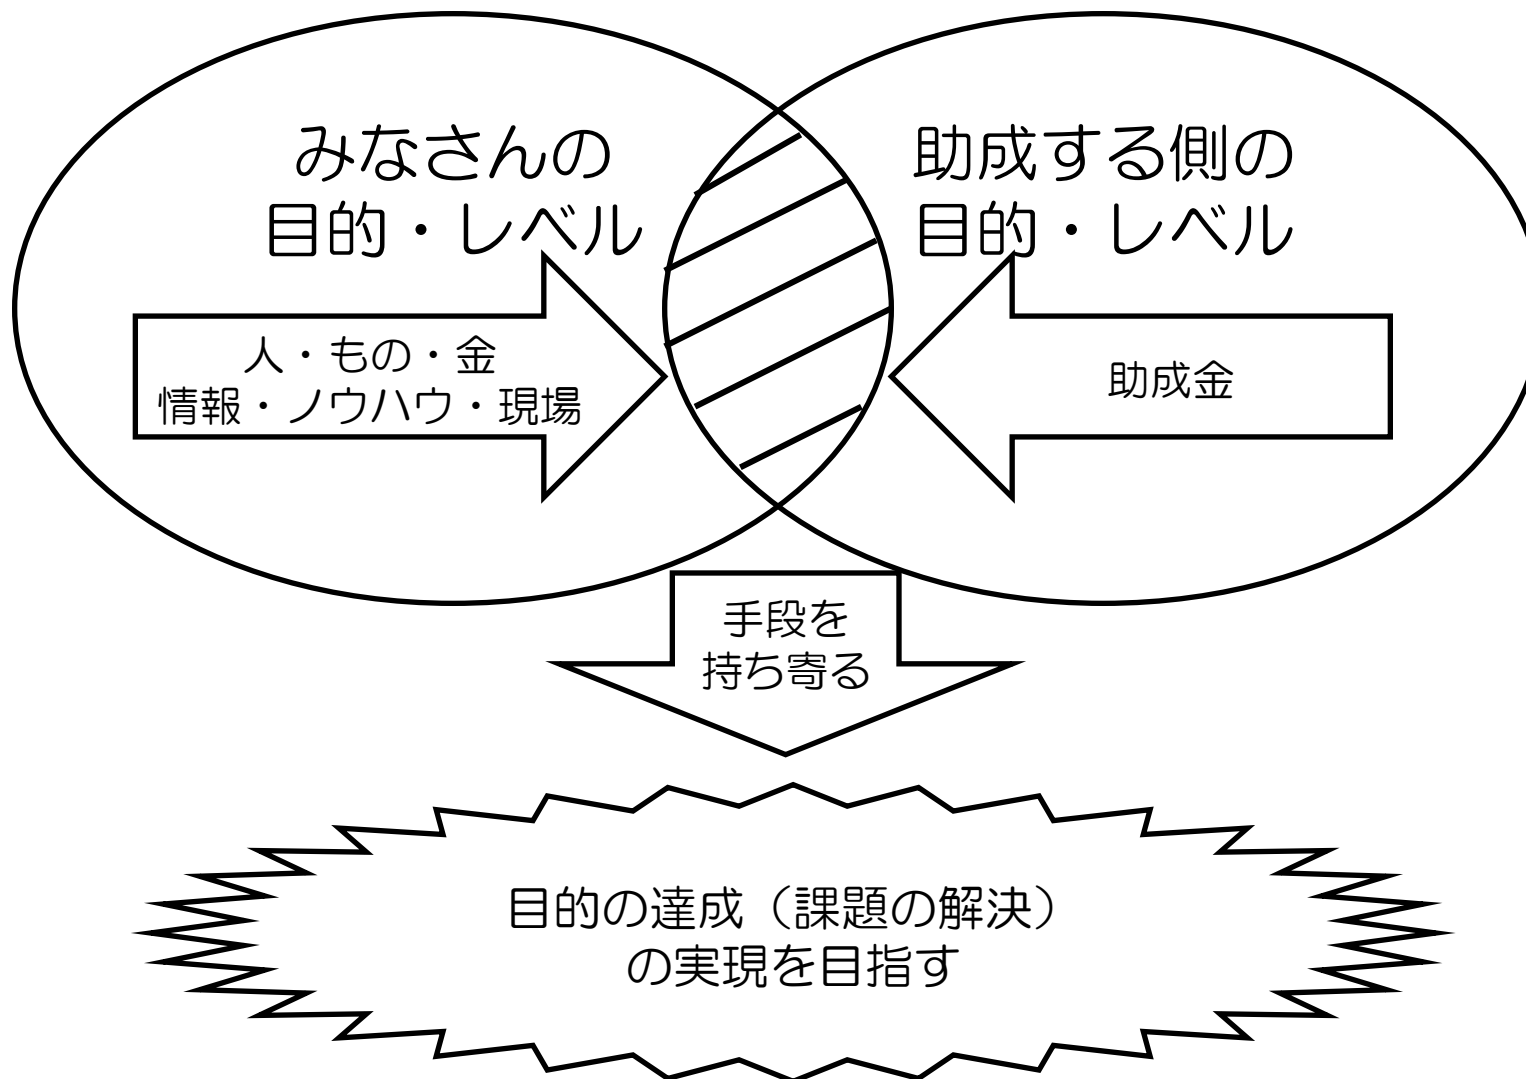 みなさんの
目的・レベル
人・もの・金
情報・ノウハウ・現場
助成する側の
目的・レベル
助成金
手段を
持ち寄る
目的の達成（課題の解決）
の実現を目指す